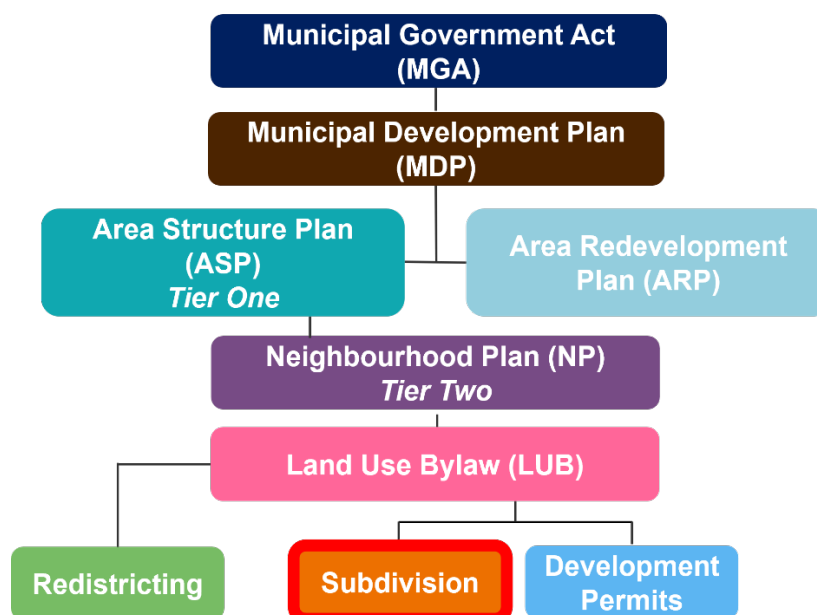 Municipal Government Act
(MGA)
Municipal Development Plan
(MDP)
Area Structure Plan
(ASP)
Tier One
Area Redevelopment
Plan (ARP)
Neighbourhood Plan (NP)
Tier Two
Land Use Bylaw (LUB)
Redistricting
Subdivision
Development
Permits